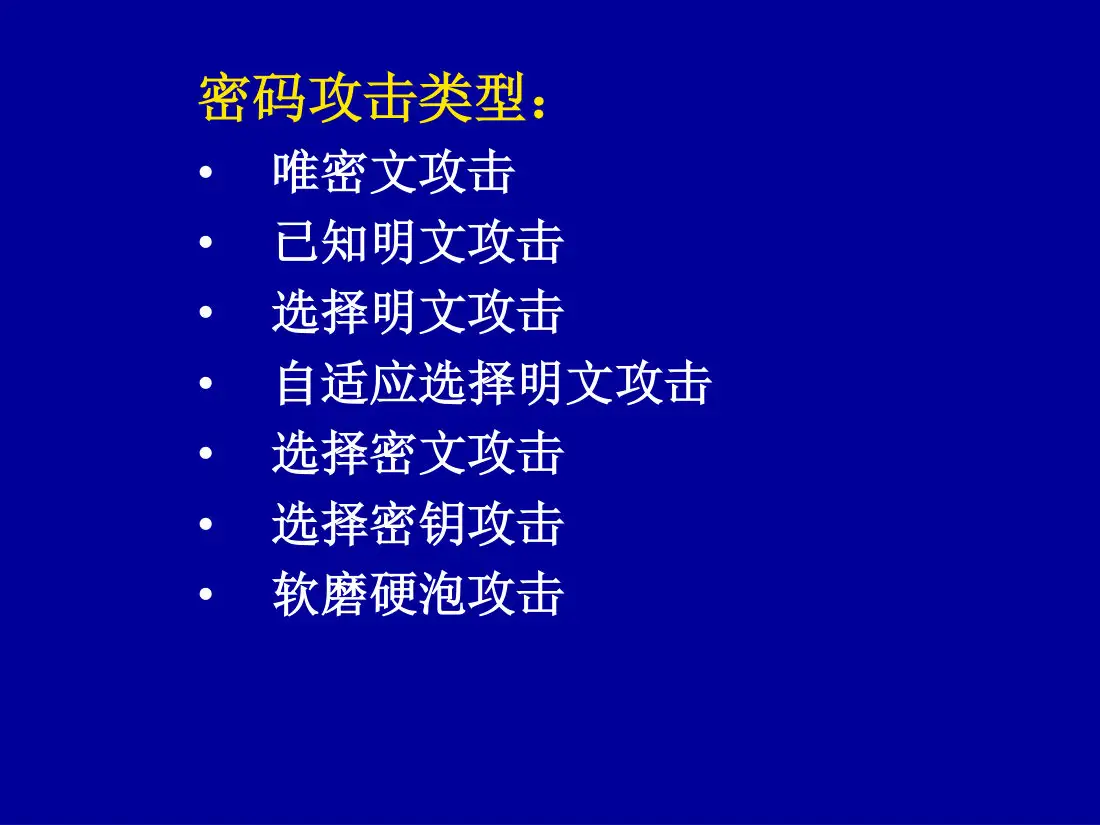 密码攻击类型：
• 唯密文攻击
• 已知明文攻击
• 选择明文攻击
• 自适应选择明文攻击
• 选择密文攻击
• 选择密钥攻击
• 软磨硬泡攻击